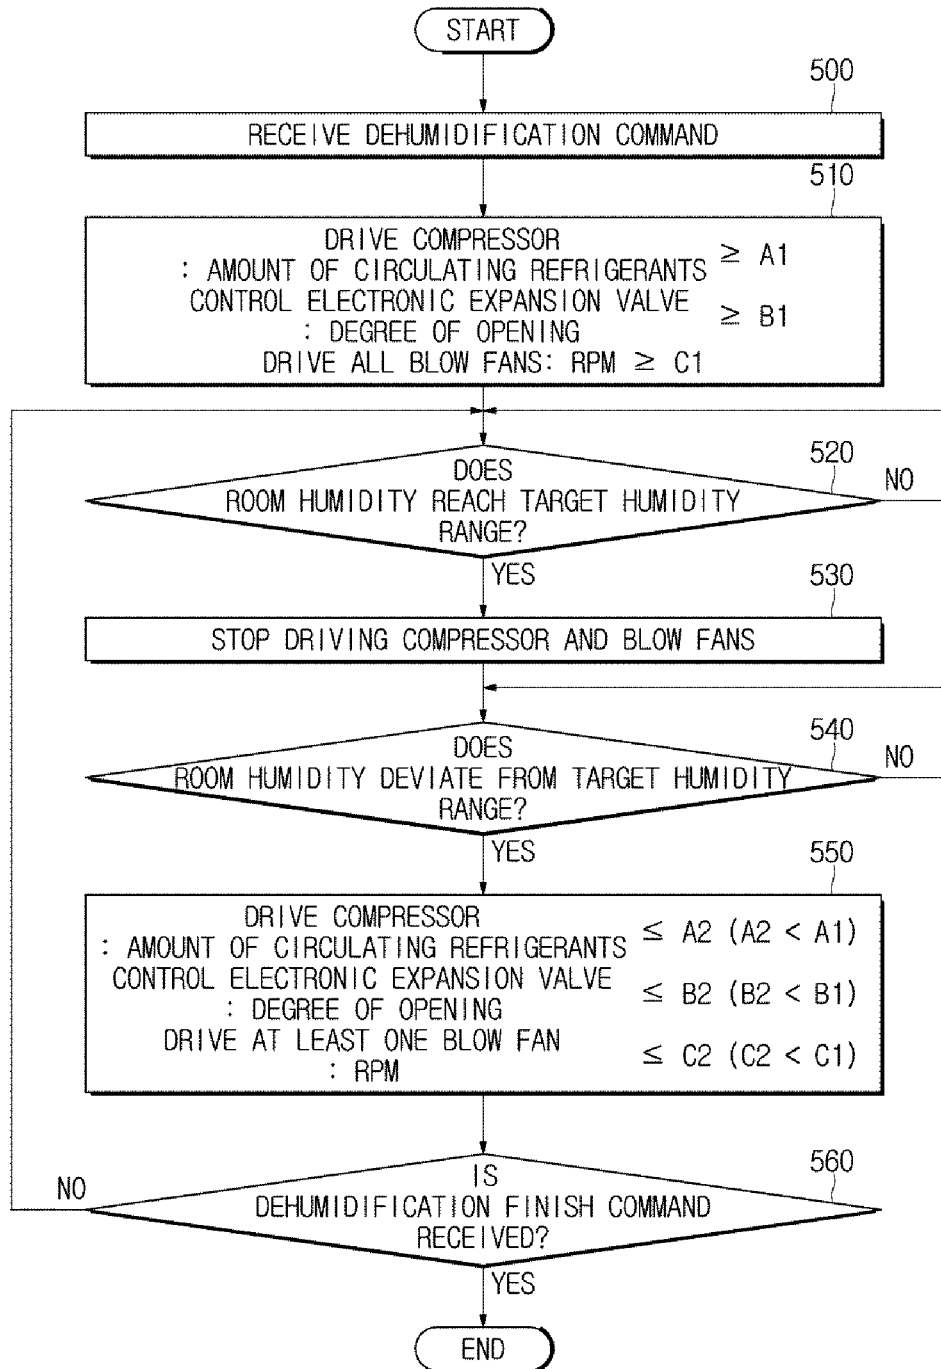 START
500
RECEIVE DEHUMIDIFICATION COMMAND
510
DRIVE COMPRESSOR
: AMOUNT OF CIRCULATING REFRIGERANTS ≥ A1
CONTROL ELECTRONIC EXPANSION VALVE
: DEGREE OF OPENING ≥ B1
DRIVE ALL BLOW FANS: RPM ≥ C1
520
DOES
ROOM HUMIDITY REACH TARGET HUMIDITY
RANGE?
NO
YES
530
STOP DRIVING COMPRESSOR AND BLOW FANS
540
DOES
ROOM HUMIDITY DEVIATE FROM TARGET HUMIDITY
RANGE?
NO
YES
550
DRIVE COMPRESSOR
: AMOUNT OF CIRCULATING REFRIGERANTS ≤ A2 (A2 < A1)
CONTROL ELECTRONIC EXPANSION VALVE
: DEGREE OF OPENING ≤ B2 (B2 < B1)
DRIVE AT LEAST ONE BLOW FAN
: RPM ≤ C2 (C2 < C1)
560
IS
DEHUMIDIFICATION FINISH COMMAND
RECEIVED?
NO
YES
END